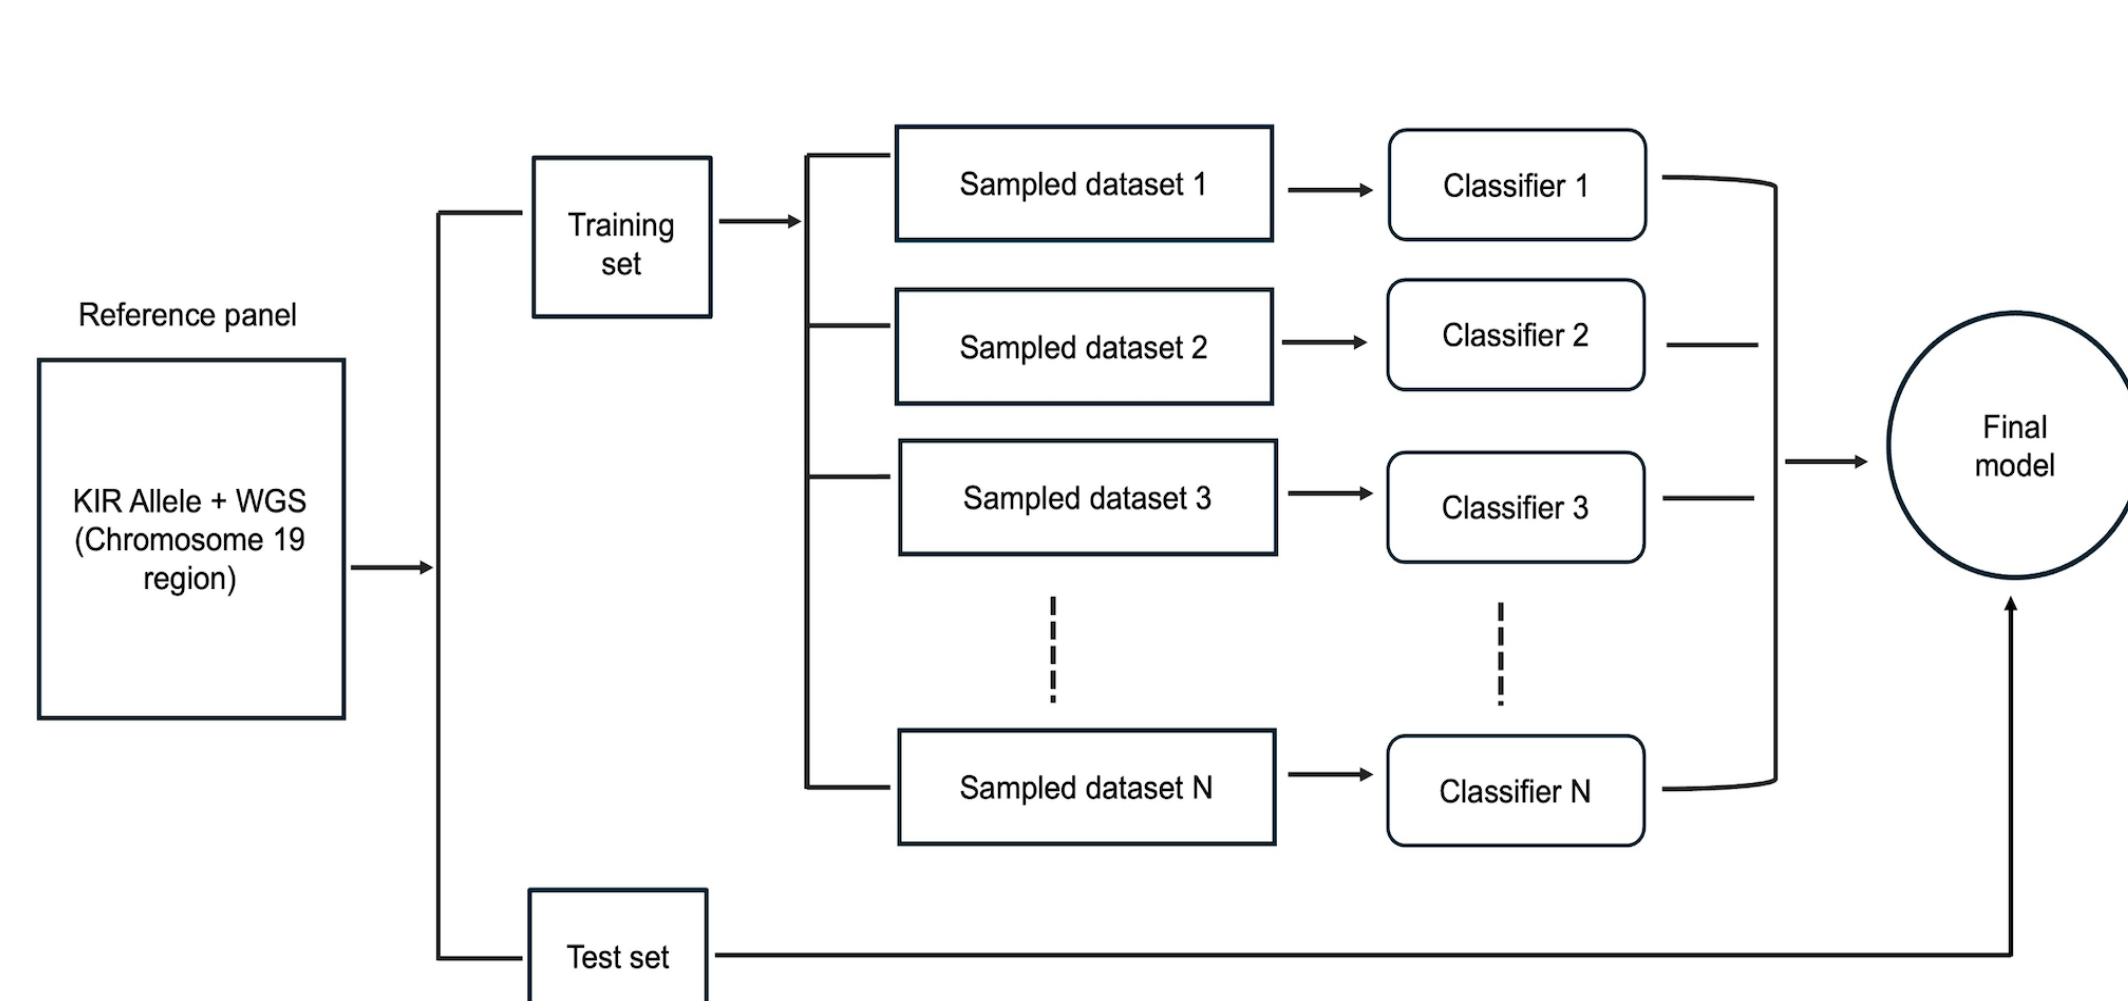 Reference panel
KIR Allele + WGS
(Chromosome 19
region)
Training
set
Test set
Sampled dataset 1
Sampled dataset 2
Sampled dataset 3
Sampled dataset N
Classifier 1
Classifier 2
Classifier 3
Classifier N
Final
model